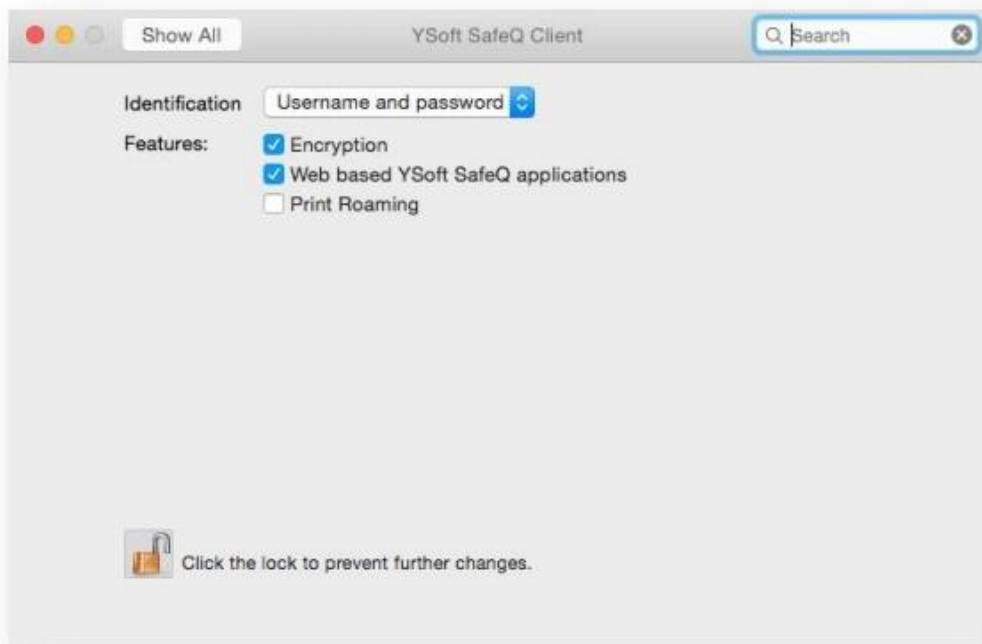 Show All YSoft SafeQ Client Search
Identification Username and password
Features: Encryption
Web based YSoft SafeQ applications
Print Roaming
Click the lock to prevent further changes.